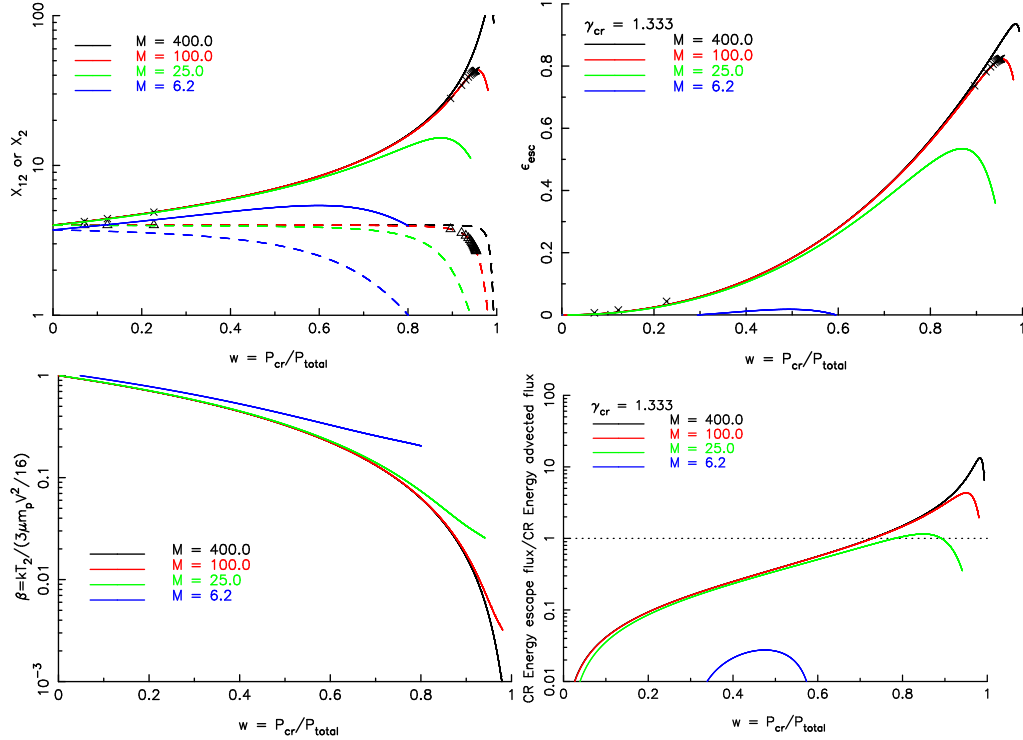 X12 or X2
100
10
1
M = 400.0
M = 100.0
M = 25.0
M = 6.2
0 0.2 0.4 0.6 0.8 1
w = Pcr/Ptotal
εesc
1
0.8
0.6
0.4
0.2
0
γcr = 1.333
M = 400.0
M = 100.0
M = 25.0
M = 6.2
0 0.2 0.4 0.6 0.8 1
w = Pcr/Ptotal
β=kT2/(3μmpV²/16)
1
0.1
0.01
10⁻³
M = 400.0
M = 100.0
M = 25.0
M = 6.2
0 0.2 0.4 0.6 0.8 1
w = Pcr/Ptotal
CR Energy escape flux/CR Energy advected flux
100
10
1
0.1
0.01
γcr = 1.333
M = 400.0
M = 100.0
M = 25.0
M = 6.2
0 0.2 0.4 0.6 0.8 1
w = Pcr/Ptotal